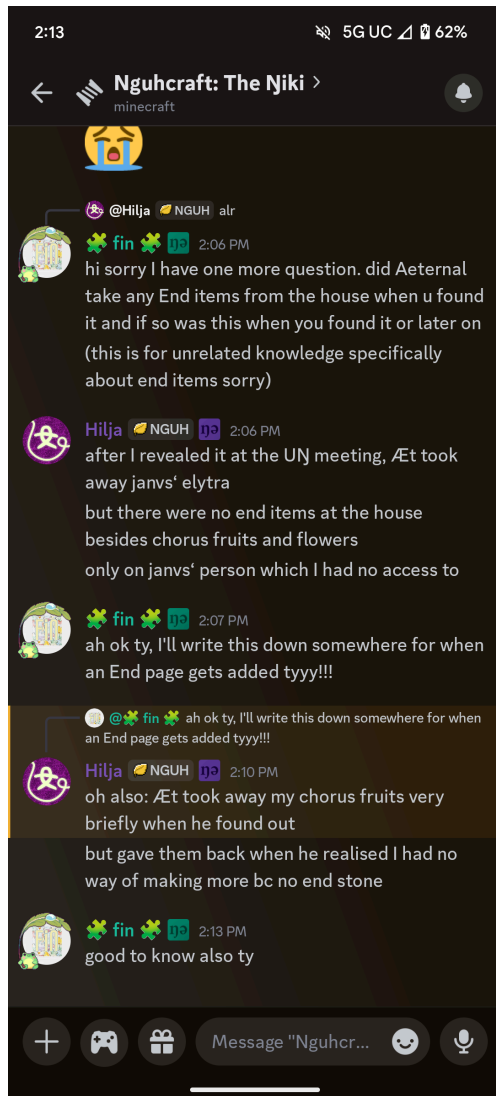 2:13 5G UC 62%
Nguhcraft: The Ŋiki
minecraft
@Hilja NGUH alr
fin ŋə 2:06 PM
hi sorry I have one more question. did Aeternal
take any End items from the house when u found
it and if so was this when you found it or later on
(this is for unrelated knowledge specifically
about end items sorry)
Hilja NGUH ŋə 2:06 PM
after I revealed it at the UŊ meeting, Æt took
away janvs‘ elytra
but there were no end items at the house
besides chorus fruits and flowers
only on janvs‘ person which I had no access to
fin ŋə 2:07 PM
ah ok ty, I'll write this down somewhere for when
an End page gets added tyyy!!!
@ fin ah ok ty, I'll write this down somewhere for when
an End page gets added tyyy!!!
Hilja NGUH ŋə 2:10 PM
oh also: Æt took away my chorus fruits very
briefly when he found out
but gave them back when he realised I had no
way of making more bc no end stone
fin ŋə 2:13 PM
good to know also ty
Message "Nguhcr...